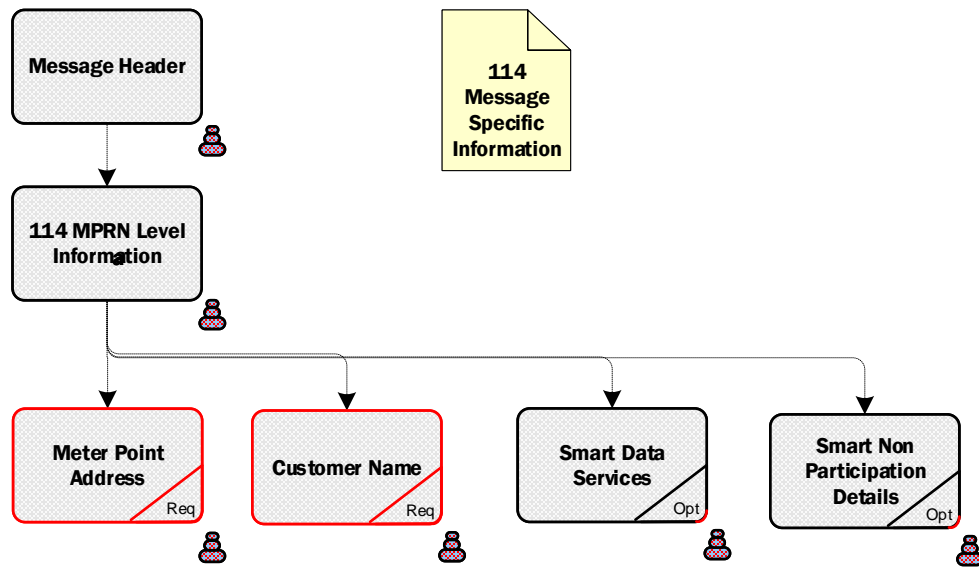 Message Header
114
Message
Specific
Information
114 MPRN Level
Information
Meter Point
Address
Req
Customer Name
Req
Smart Data
Services
Opt
Smart Non
Participation
Details
Opt